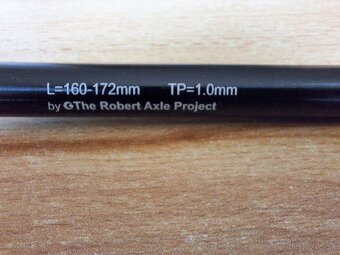 L=160-172mm TP=1.0mm
by The Robert Axle Project